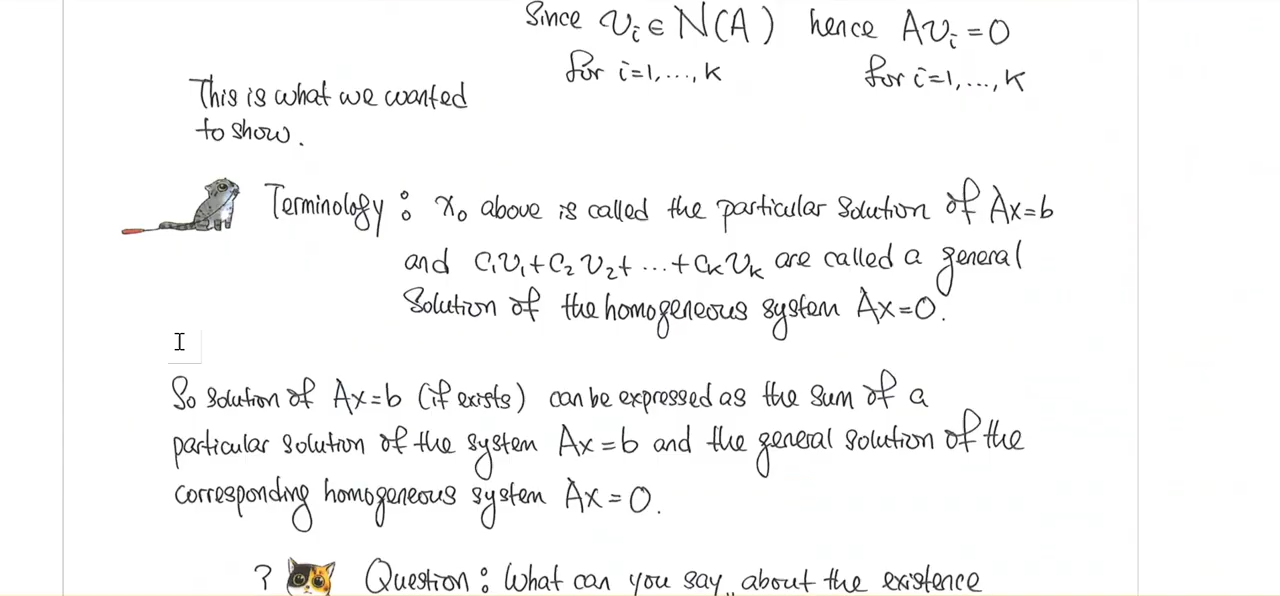 Since vᵢ ∈ N(A) hence Avᵢ = 0
for i=1,...,k for i=1,...,k
This is what we wanted
to show.
Terminology: x₀ above is called the particular solution of Ax=b
and c₁v₁+c₂v₂+...+cₖvₖ are called a general
solution of the homogeneous system Ax=0.
So solution of Ax=b (if exists) can be expressed as the sum of a
particular solution of the system Ax=b and the general solution of the
corresponding homogeneous system Ax=0.
? Question: What can you say about the existence